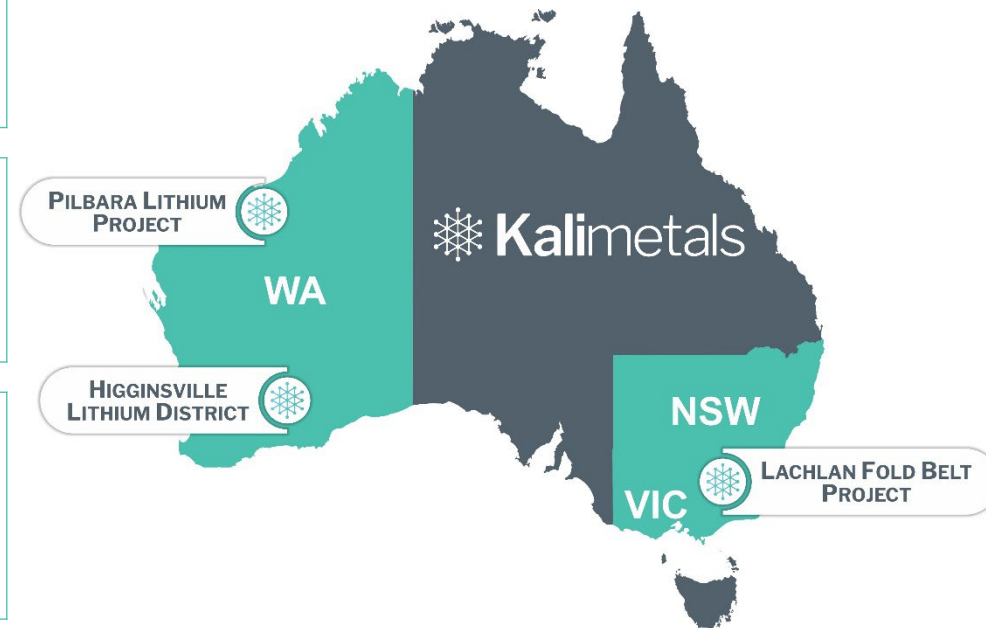 PILBARA LITHIUM
PROJECT
Kalimetals
WA
HIGGINSVILLE
LITHIUM DISTRICT
NSW
LACHLAN FOLD BELT
PROJECT
VIC